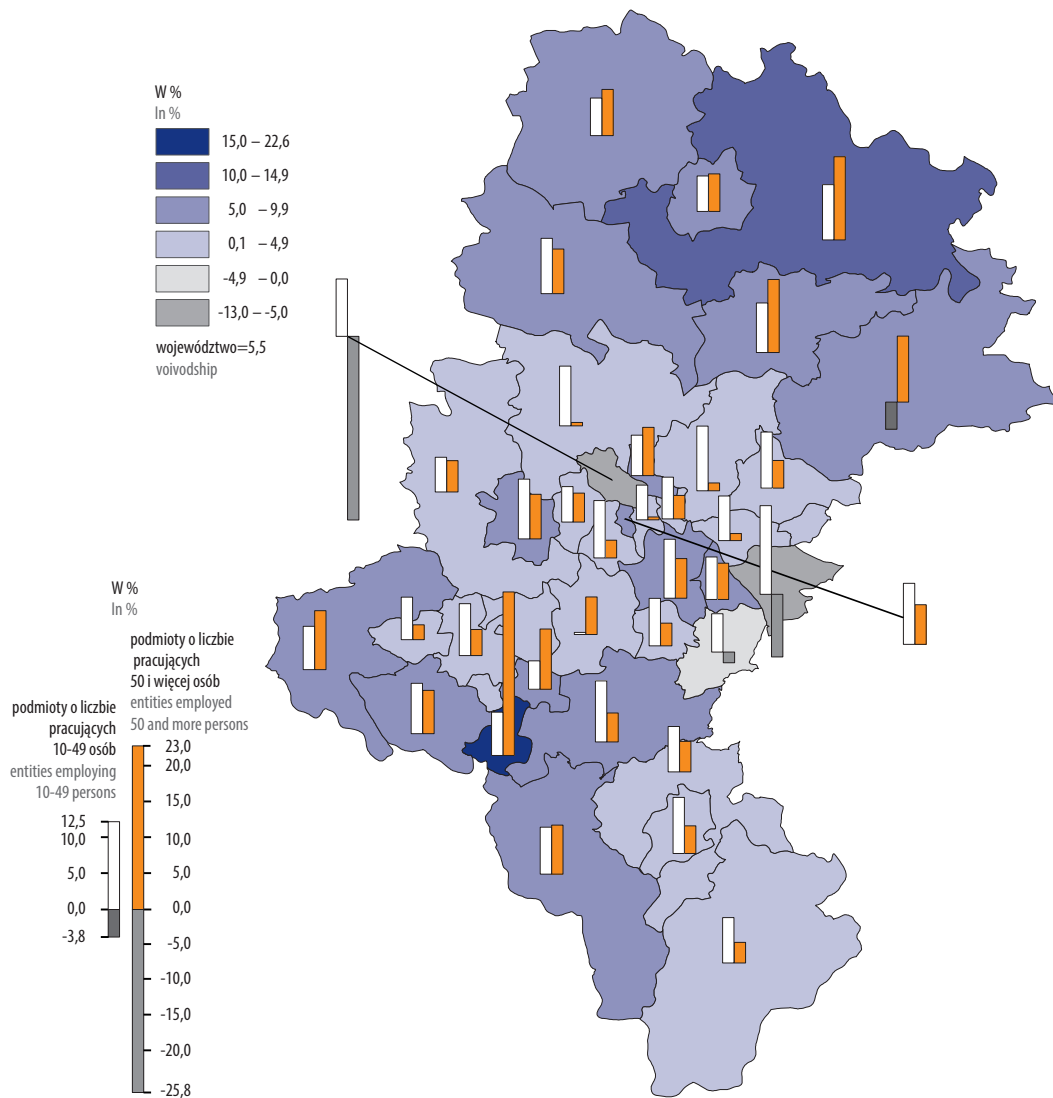 W %
In %
15,0 – 22,6
10,0 – 14,9
5,0 – 9,9
0,1 – 4,9
-4,9 – 0,0
-13,0 – -5,0
województwo=5,5
voivodship
W %
In %
podmioty o liczbie
pracujących
50 i więcej osób
entities employed
50 and more persons
podmioty o liczbie
pracujących
10-49 osób
entities employing
10-49 persons
12,5
10,0
5,0
0,0
-3,8
23,0
20,0
15,0
10,0
5,0
0,0
-5,0
-10,0
-15,0
-20,0
-25,8